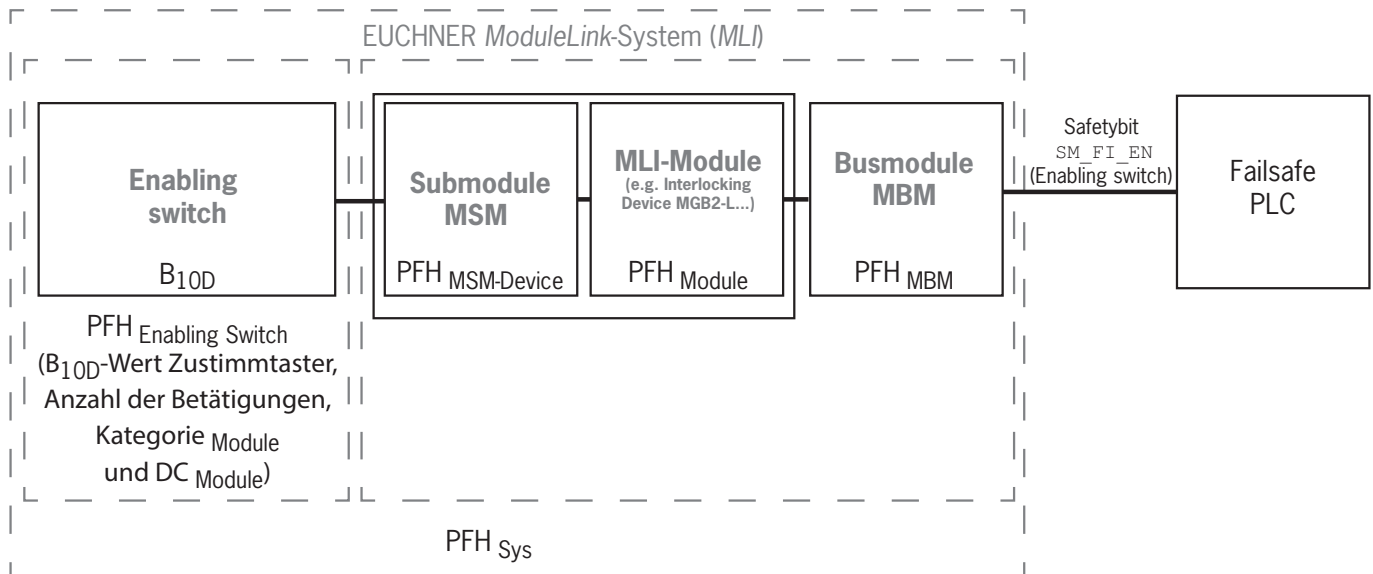 EUCHNER ModuleLink-System (MLI)
Enabling
switch
B10D
PFH Enabling Switch
(B10D-Wert Zustimmtaster,
Anzahl der Betätigungen,
Kategorie Module
und DC Module)
Submodule
MSM
PFH MSM-Device
MLI-Module
(e.g. Interlocking
Device MGB2-L...)
PFH Module
Busmodule
MBM
PFH MBM
Safetybit
SM_FI_EN
(Enabling switch)
Failsafe
PLC
PFH Sys